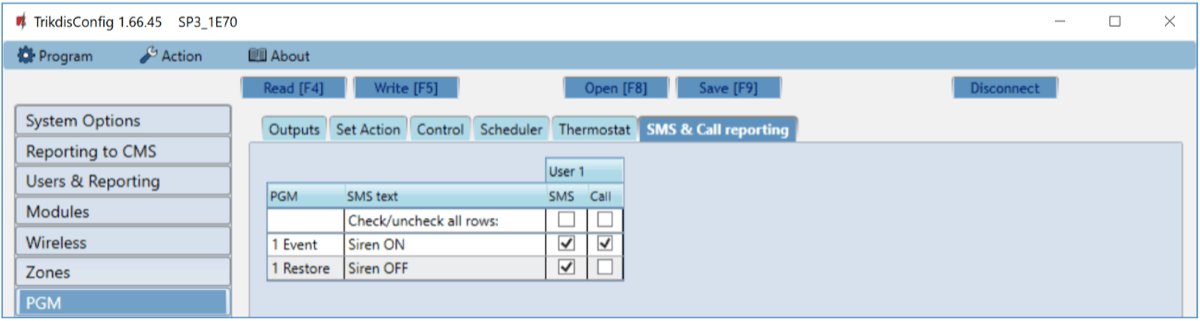 TrikdisConfig 1.66.45 SP3_1E70
Program Action About
Read [F4] Write [F5] Open [F8] Save [F9] Disconnect
System Options
Reporting to CMS
Users & Reporting
Modules
Wireless
Zones
PGM
Outputs Set Action Control Scheduler Thermostat SMS & Call reporting
User 1
PGM SMS text SMS Call
Check/uncheck all rows:
1 Event Siren ON
1 Restore Siren OFF